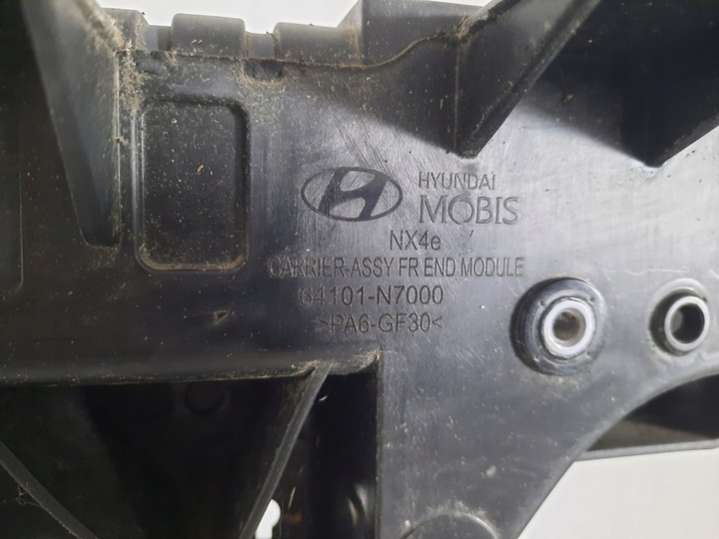 HYUNDAI
MOBIS
NX4e
CARRIER-ASSY FR END MODULE
64101-N7000
>PA6-GF30<